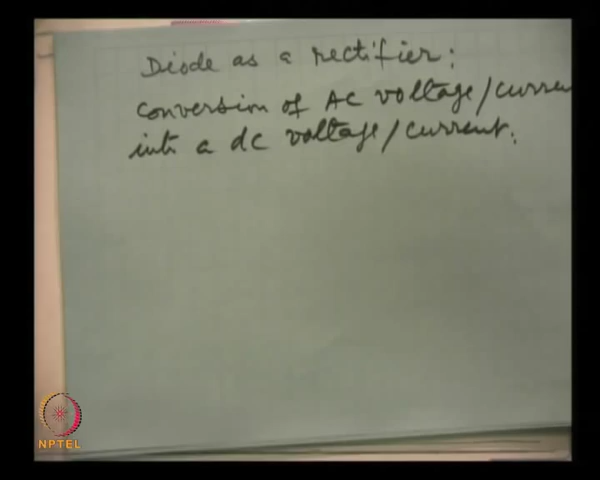 Diode as a rectifier:
Conversion of AC voltage/curren
into a dc voltage/current.
NPTEL